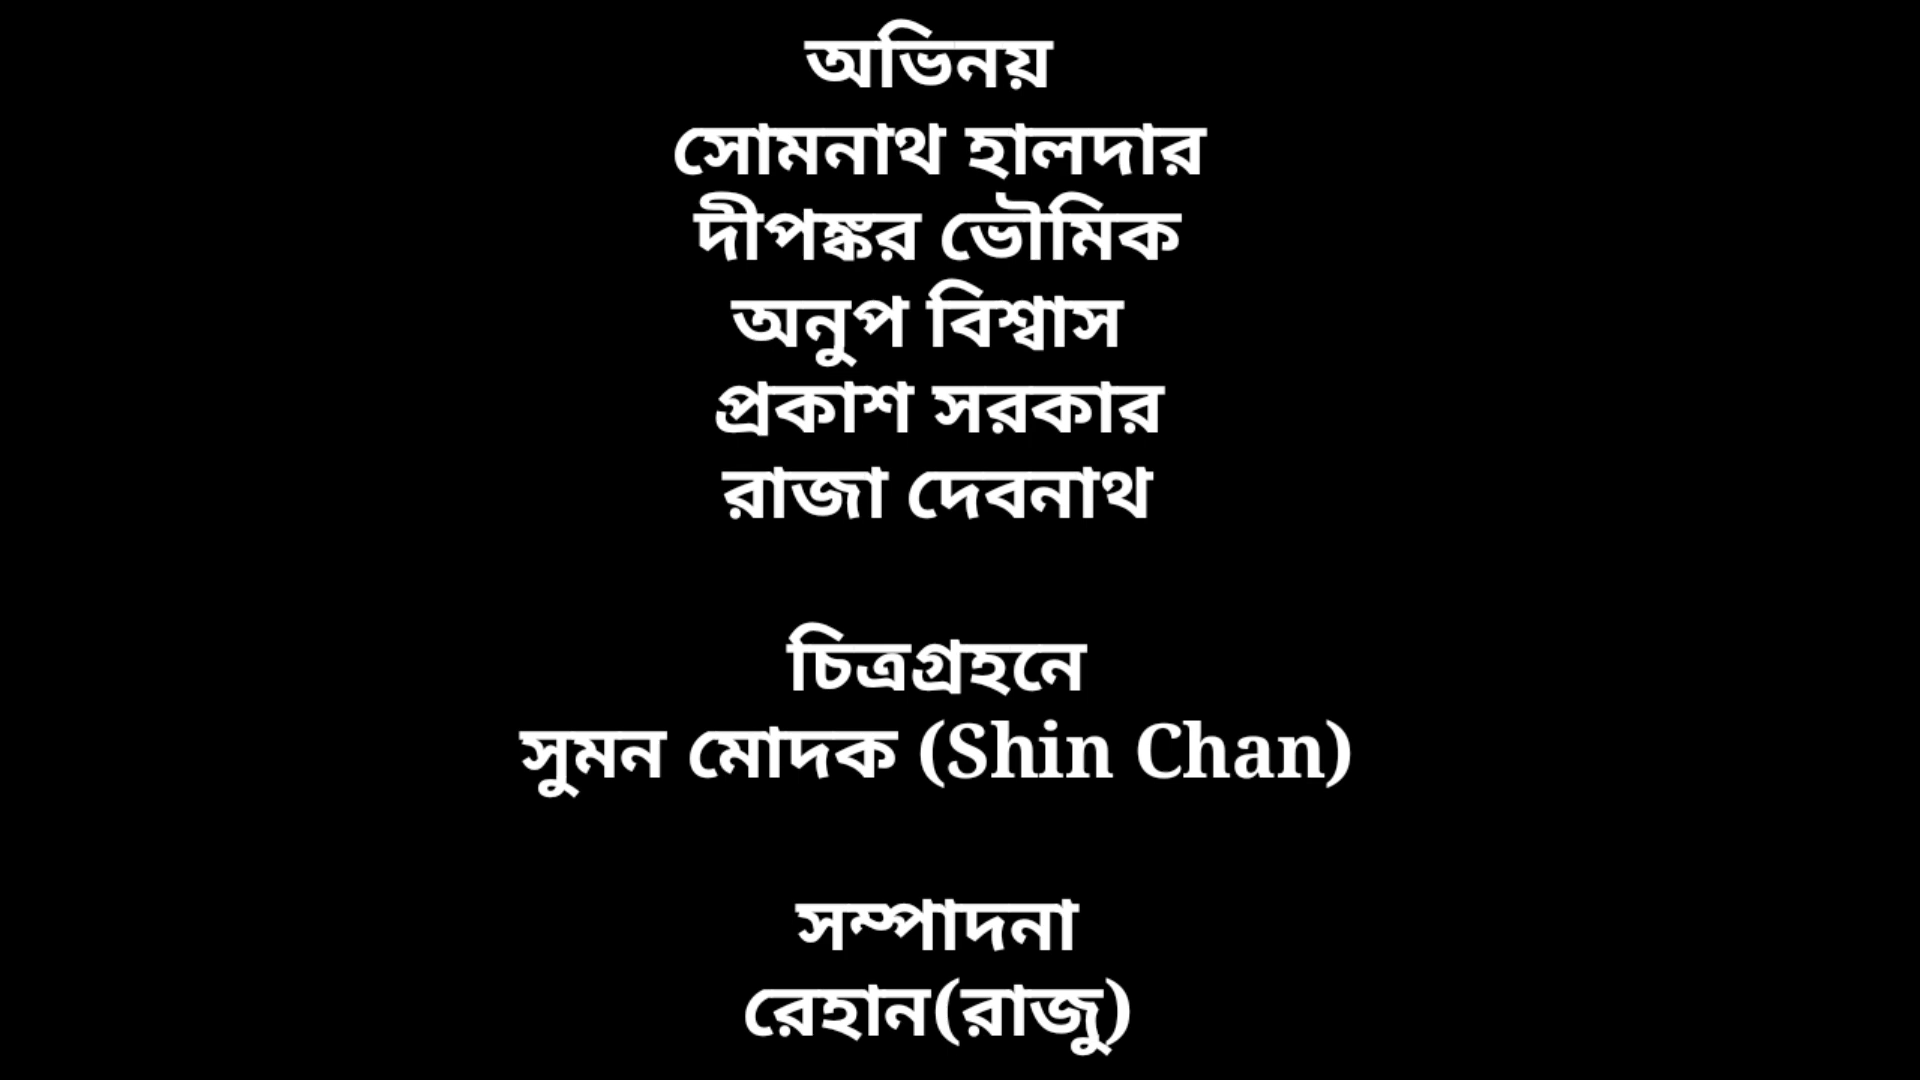 অভিনয়
সোমনাথ হালদার
দীপঙ্কর ভৌমিক
অনুপ বিশ্বাস
প্রকাশ সরকার
রাজা দেবনাথ
চিত্রগ্রহনে
সুমন মোদক (Shin Chan)
সম্পাদনা
রেহান(রাজু)